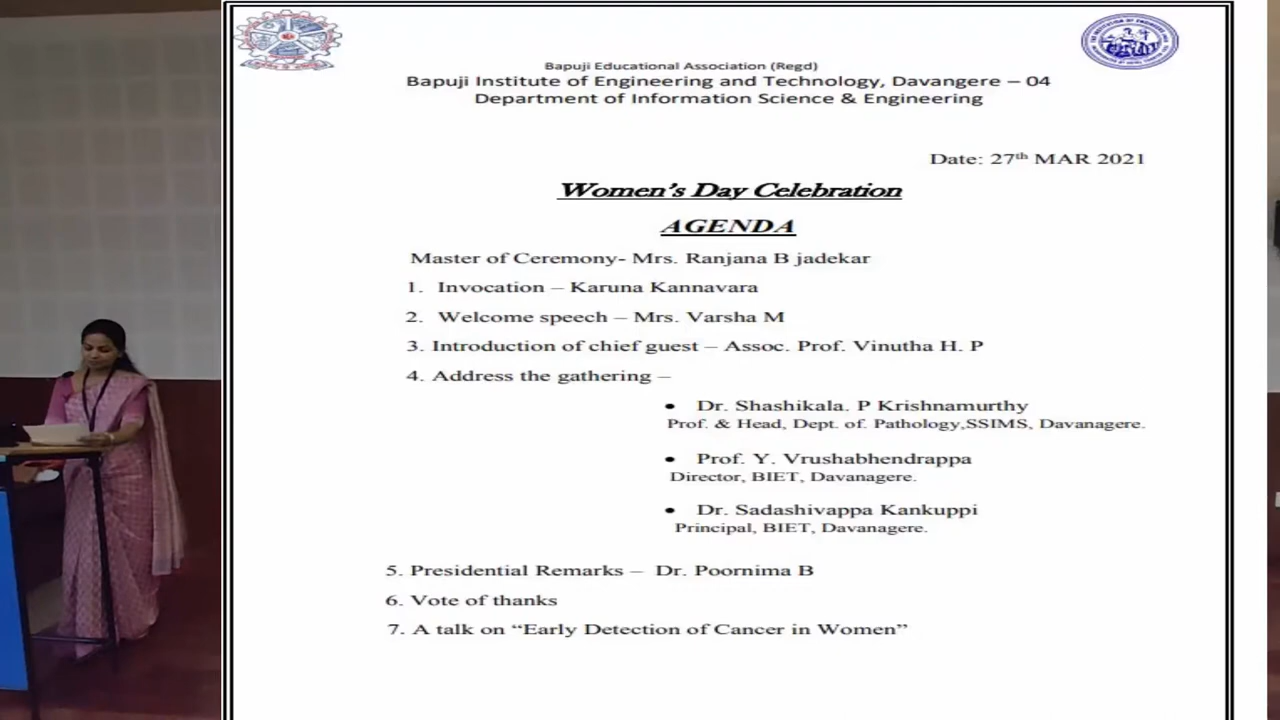 Bapuji Educational Association (Regd)
Bapuji Institute of Engineering and Technology, Davangere – 04
Department of Information Science & Engineering
Date: 27th MAR 2021
Women's Day Celebration
AGENDA
Master of Ceremony- Mrs. Ranjana B jadekar
1. Invocation – Karuna Kannavara
2. Welcome speech – Mrs. Varsha M
3. Introduction of chief guest – Assoc. Prof. Vinutha H. P
4. Address the gathering –
• Dr. Shashikala. P Krishnamurthy
Prof. & Head, Dept. of. Pathology,SSIMS, Davanagere.
• Prof. Y. Vrushabhendrappa
Director, BIET, Davanagere.
• Dr. Sadashivappa Kankuppi
Principal, BIET, Davanagere.
5. Presidential Remarks – Dr. Poornima B
6. Vote of thanks
7. A talk on “Early Detection of Cancer in Women”